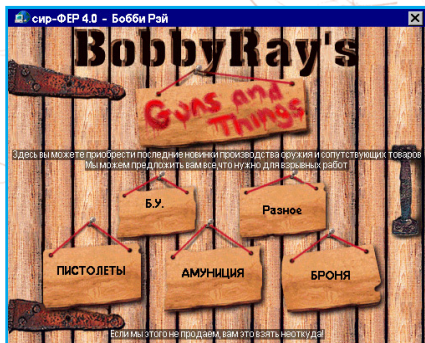 сир-ФЕР 4.0 - Бобби Рэй
BobbyRay's
Guns and
Things
Здесь вы можете приобрести последние новинки производства оружия и сопутствующих товаров
Мы можем предложить вам все,что нужно для взрывных работ
Б.У.
Разное
ПИСТОЛЕТЫ
АМУНИЦИЯ
БРОНЯ
Если мы этого не продаем, вам это взять неоткуда!